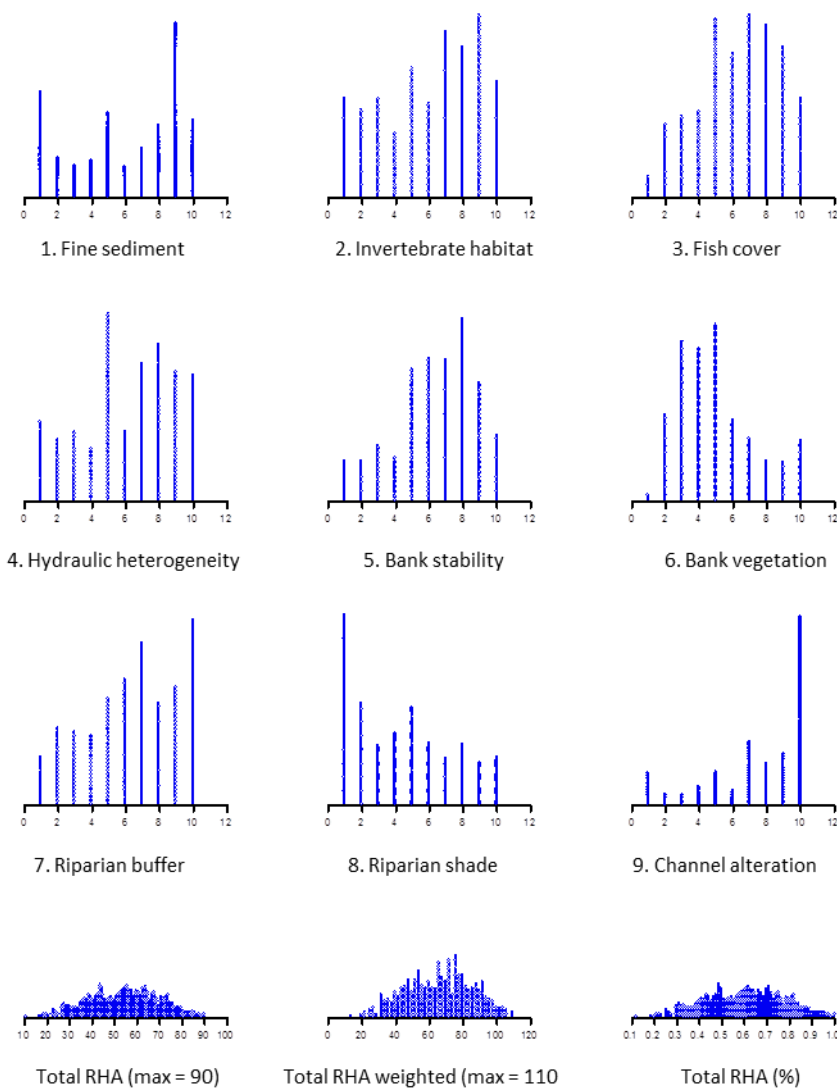 0 2 4 6 8 10 12 0 2 4 6 8 10 12 0 2 4 6 8 10 12
1. Fine sediment 2. Invertebrate habitat 3. Fish cover
0 2 4 6 8 10 12 0 2 4 6 8 10 12 0 2 4 6 8 10 12
4. Hydraulic heterogeneity 5. Bank stability 6. Bank vegetation
0 2 4 6 8 10 12 0 2 4 6 8 10 12 0 2 4 6 8 10 12
7. Riparian buffer 8. Riparian shade 9. Channel alteration
10 20 30 40 50 60 70 80 90 100 0 20 40 60 80 100 120 0.1 0.2 0.3 0.4 0.5 0.6 0.7 0.8 0.9 1.0
Total RHA (max = 90) Total RHA weighted (max = 110 Total RHA (%)